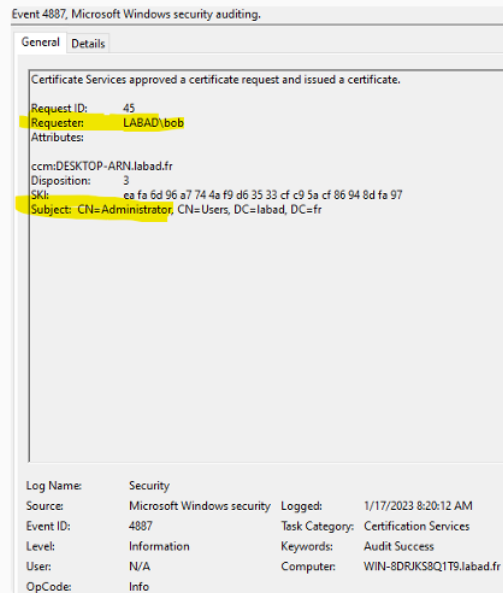 Event 4887, Microsoft Windows security auditing.
General Details
Certificate Services approved a certificate request and issued a certificate.
Request ID: 45
Requester: LABAD\bob
Attributes:
ccm:DESKTOP-ARN.labad.fr
Disposition: 3
SKI: ea fa 6d 96 a7 74 4a f9 d6 35 33 cf c9 5a cf 86 94 8d fa 97
Subject: CN=Administrator, CN=Users, DC=labad, DC=fr
Log Name: Security
Source: Microsoft Windows security Logged: 1/17/2023 8:20:12 AM
Event ID: 4887 Task Category: Certification Services
Level: Information Keywords: Audit Success
User: N/A Computer: WIN-8DRJKS8Q1T9.labad.fr
OpCode: Info